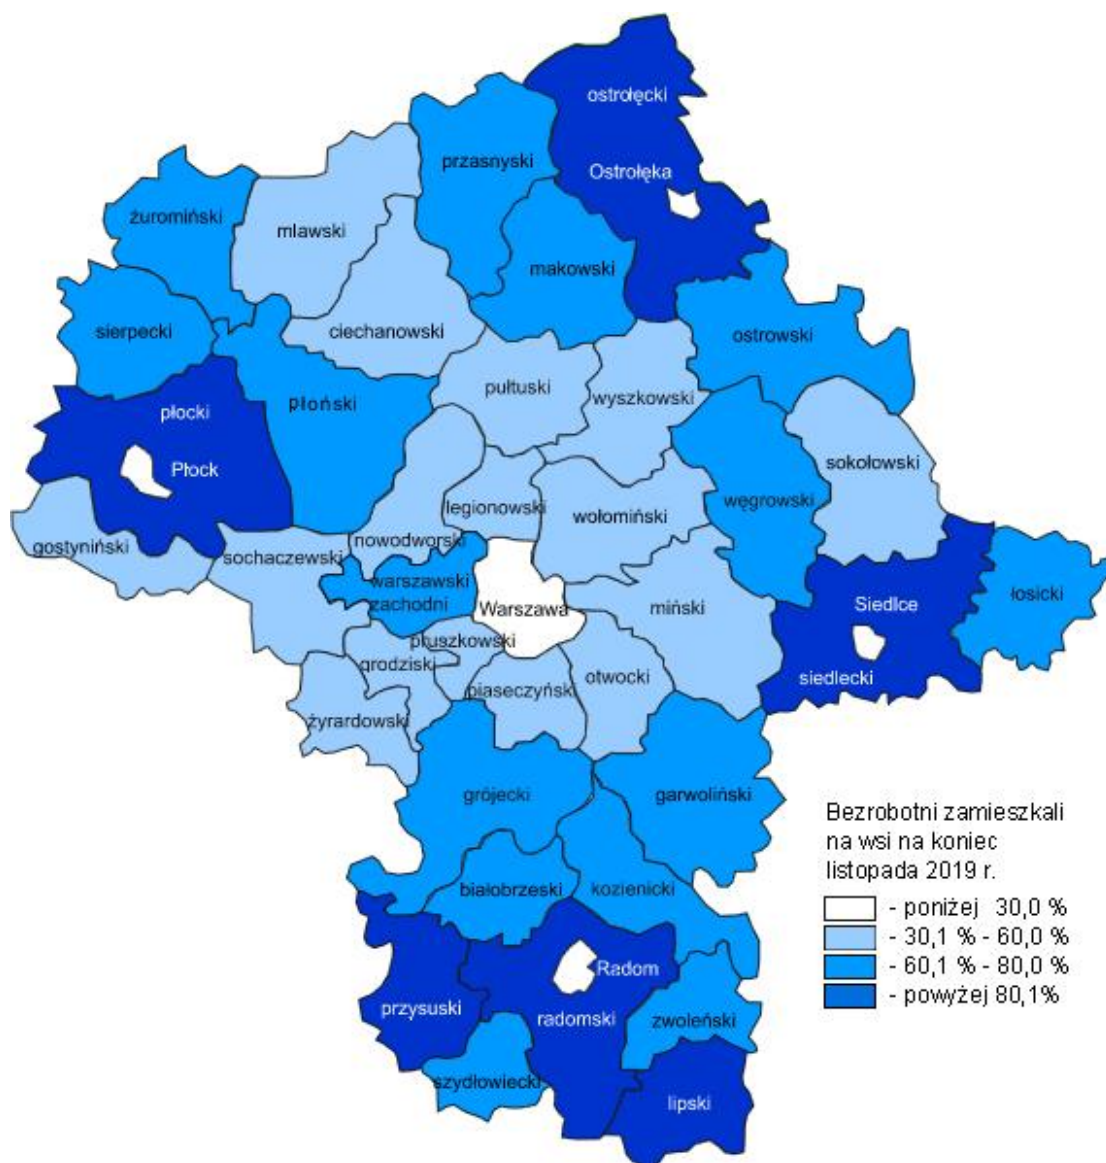 ostrołęcki
przasnyski
Ostrołęka
żuromiński
mlawski
makowski
sierpecki
ciechanowski
ostrowski
pułtuski
wyszkowski
płocki
płoński
sokołowski
Płock
węgrowski
legionowski
wołomiński
gostyniński
nowodworski
sochaczewski
warszawski
zachodni
Warszawa
miński
Siedlce
łosicki
pruszkowski
grodziski
otwocki
siedlecki
piaseczyński
żyrardowski
grójecki
garwoliński
białobrzeski
kozienicki
Radom
przysuski
radomski
zwoleński
szydłowiecki
lipski
Bezrobotni zamieszkali
na wsi na koniec
listopada 2019 r.
- poniżej 30,0 %
- 30,1 % - 60,0 %
- 60,1 % - 80,0 %
- powyżej 80,1%